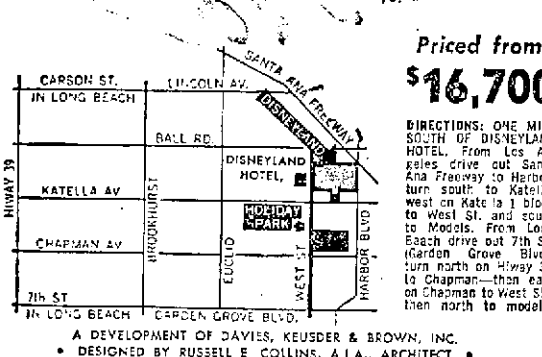 Priced from
$16,700
CARSON ST.
IN LONG BEACH
LINCOLN AV.
SANTA ANA FREEWAY
DISNEYLAND
BALL RD.
DISNEYLAND
HOTEL,
HIWAY 39
KATELLA AV
BROOKHURST
HOLIDAY
PARK
EUCLID
WEST ST
HARBOR BLVD
CHAPMAN AV
7th ST
IN LONG BEACH
GARDEN GROVE BLVD.
DIRECTIONS: ONE MI
SOUTH OF DISNEYLAN
HOTEL. From Los A
geles drive out San
Ana Freeway to Harbo
turn south to Katel
west on Kate la 1 bloc
to West St. and sou
to Models. From Lon
Beach drive out 7th S
(Garden Grove Blv
turn north on Hiway 3
to Chapman—then ea
on Chapman to West S
then north to model
A DEVELOPMENT OF DAVIES, KEUSDER & BROWN, INC.
• DESIGNED BY RUSSELL E. COLLINS, A.I.A., ARCHITECT •